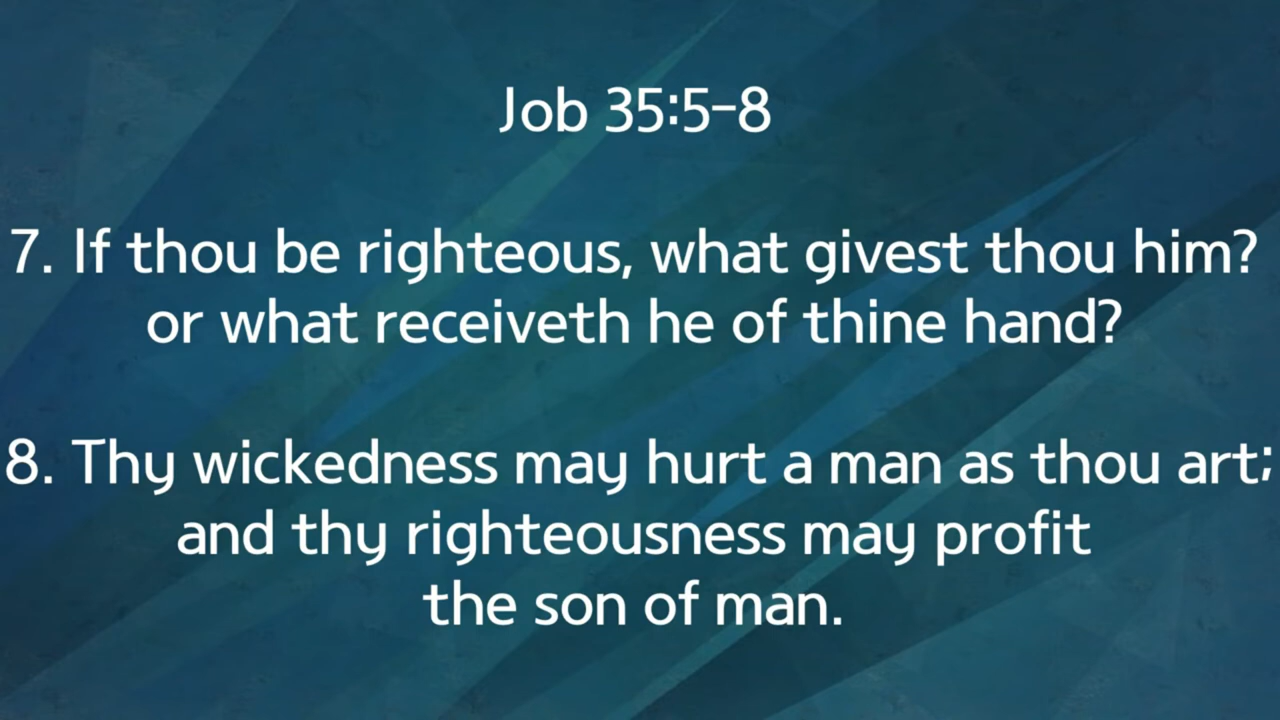 Job 35:5-8
7. If thou be righteous, what givest thou him?
or what receiveth he of thine hand?
8. Thy wickedness may hurt a man as thou art;
and thy righteousness may profit
the son of man.